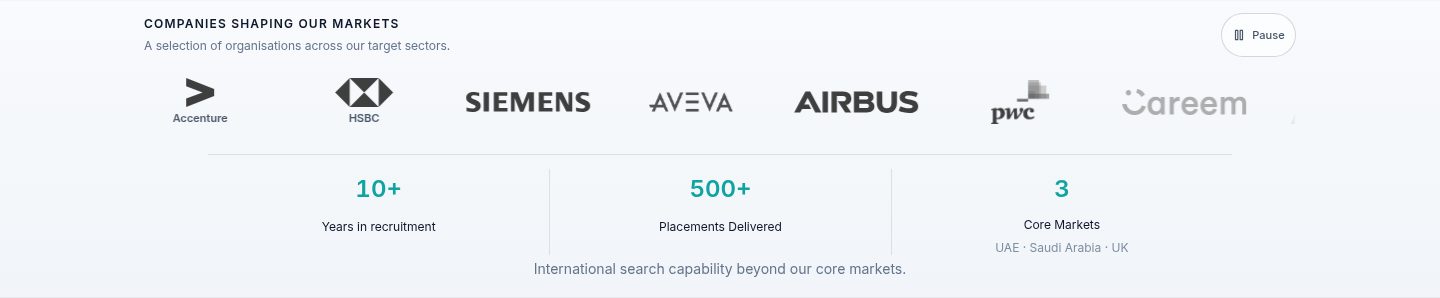 COMPANIES SHAPING OUR MARKETS
A selection of organisations across our target sectors.
Pause
Accenture
HSBC
SIEMENS
AVEVA
AIRBUS
pwc
Careem
10+
Years in recruitment
500+
Placements Delivered
3
Core Markets
UAE · Saudi Arabia · UK
International search capability beyond our core markets.